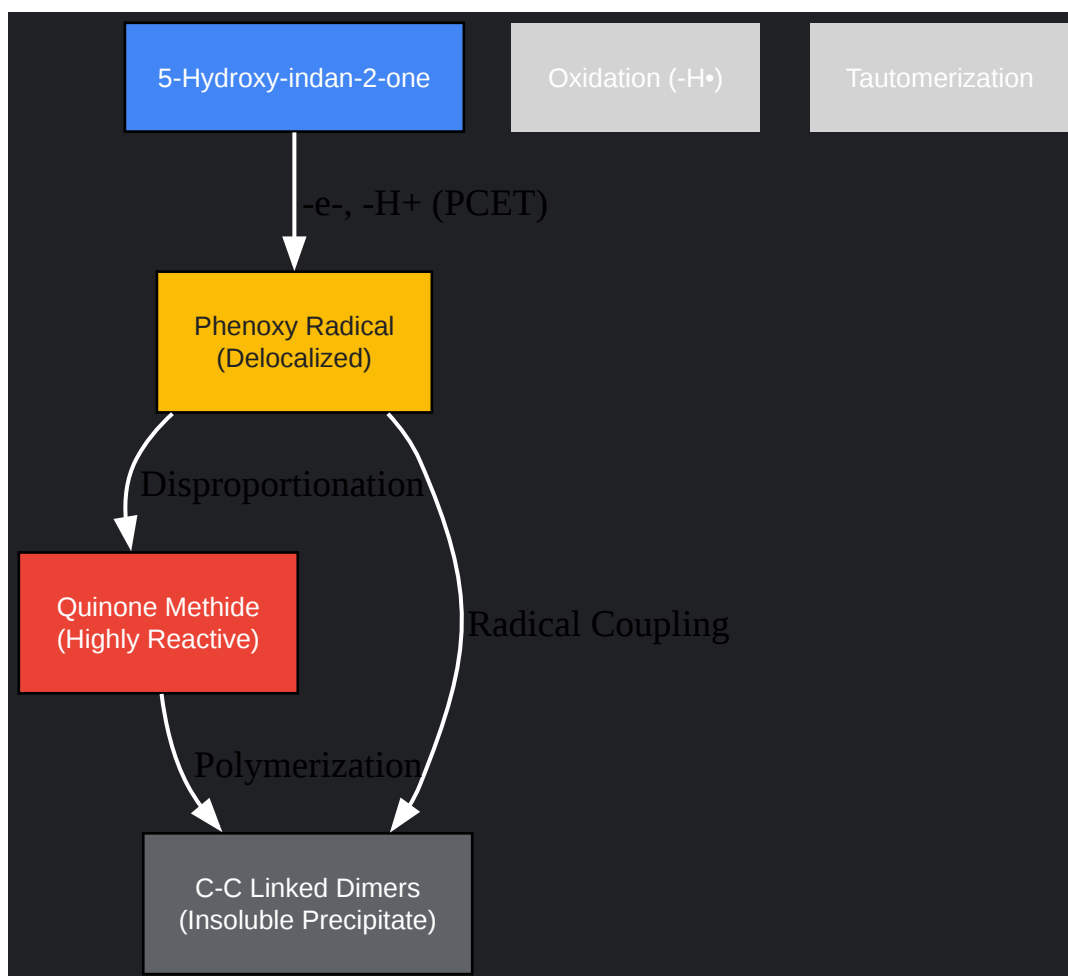 5-Hydroxy-indan-2-one
Oxidation (-H•)
Tautomerization
-e-, -H+ (PCET)
Phenoxy Radical
(Delocalized)
Disproportionation
Quinone Methide
(Highly Reactive)
Radical Coupling
Polymerization
C-C Linked Dimers
(Insoluble Precipitate)